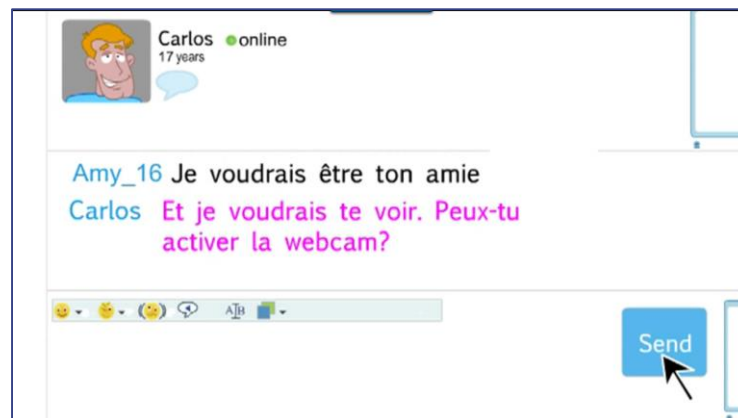 Carlos online
17 years
Amy_16 Je voudrais être ton amie
Carlos Et je voudrais te voir. Peux-tu
activer la webcam?
AIB
Send